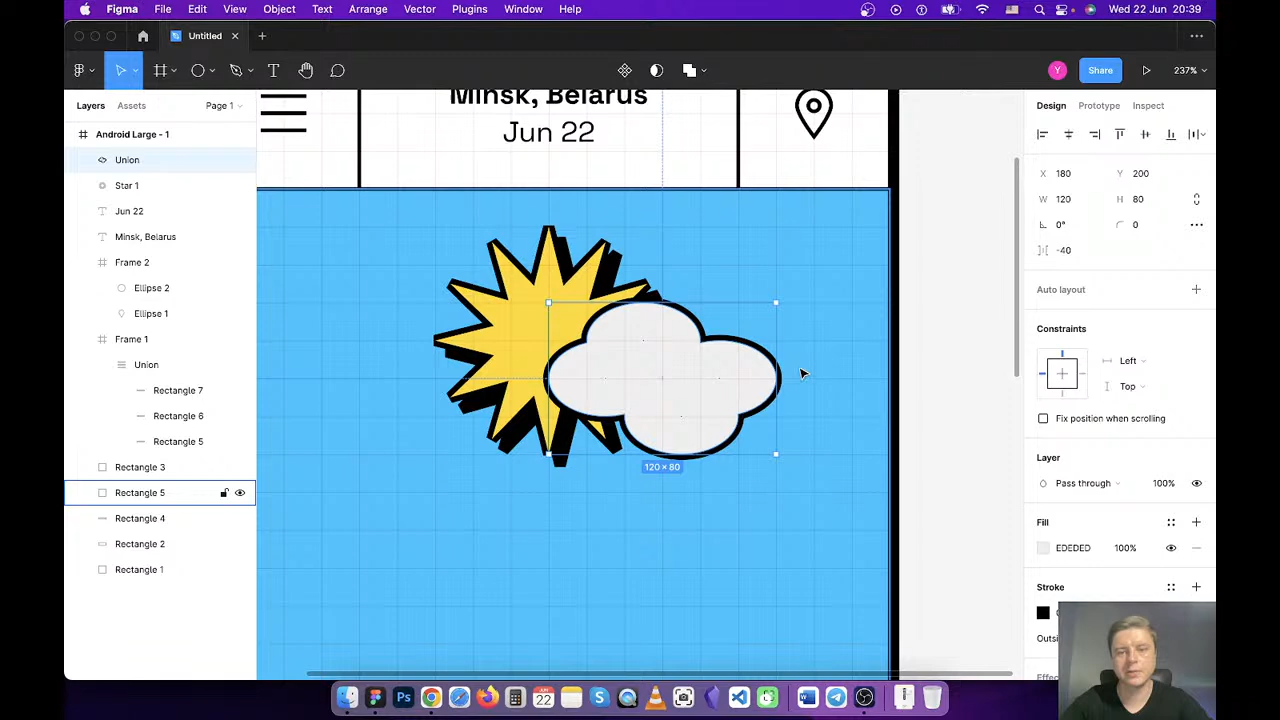 Figma File Edit View Object Text Arrange Vector Plugins Window Help Wed 22 Jun 20:39
Untitled
Share 237%
Y
Layers Assets Page 1
Android Large - 1
Union
Star 1
Jun 22
Minsk, Belarus
Frame 2
Ellipse 2
Ellipse 1
Frame 1
Union
Rectangle 7
Rectangle 6
Rectangle 5
Rectangle 3
Rectangle 5
Rectangle 4
Rectangle 2
Rectangle 1
Minsk, Belarus
Jun 22
120 × 80
Design Prototype Inspect
X 180 Y 200
W 120 H 80
0° 0
-40
Auto layout
Constraints
Left
Top
Fix position when scrolling
Layer
Pass through 100%
Fill
EDEDED 100%
Stroke